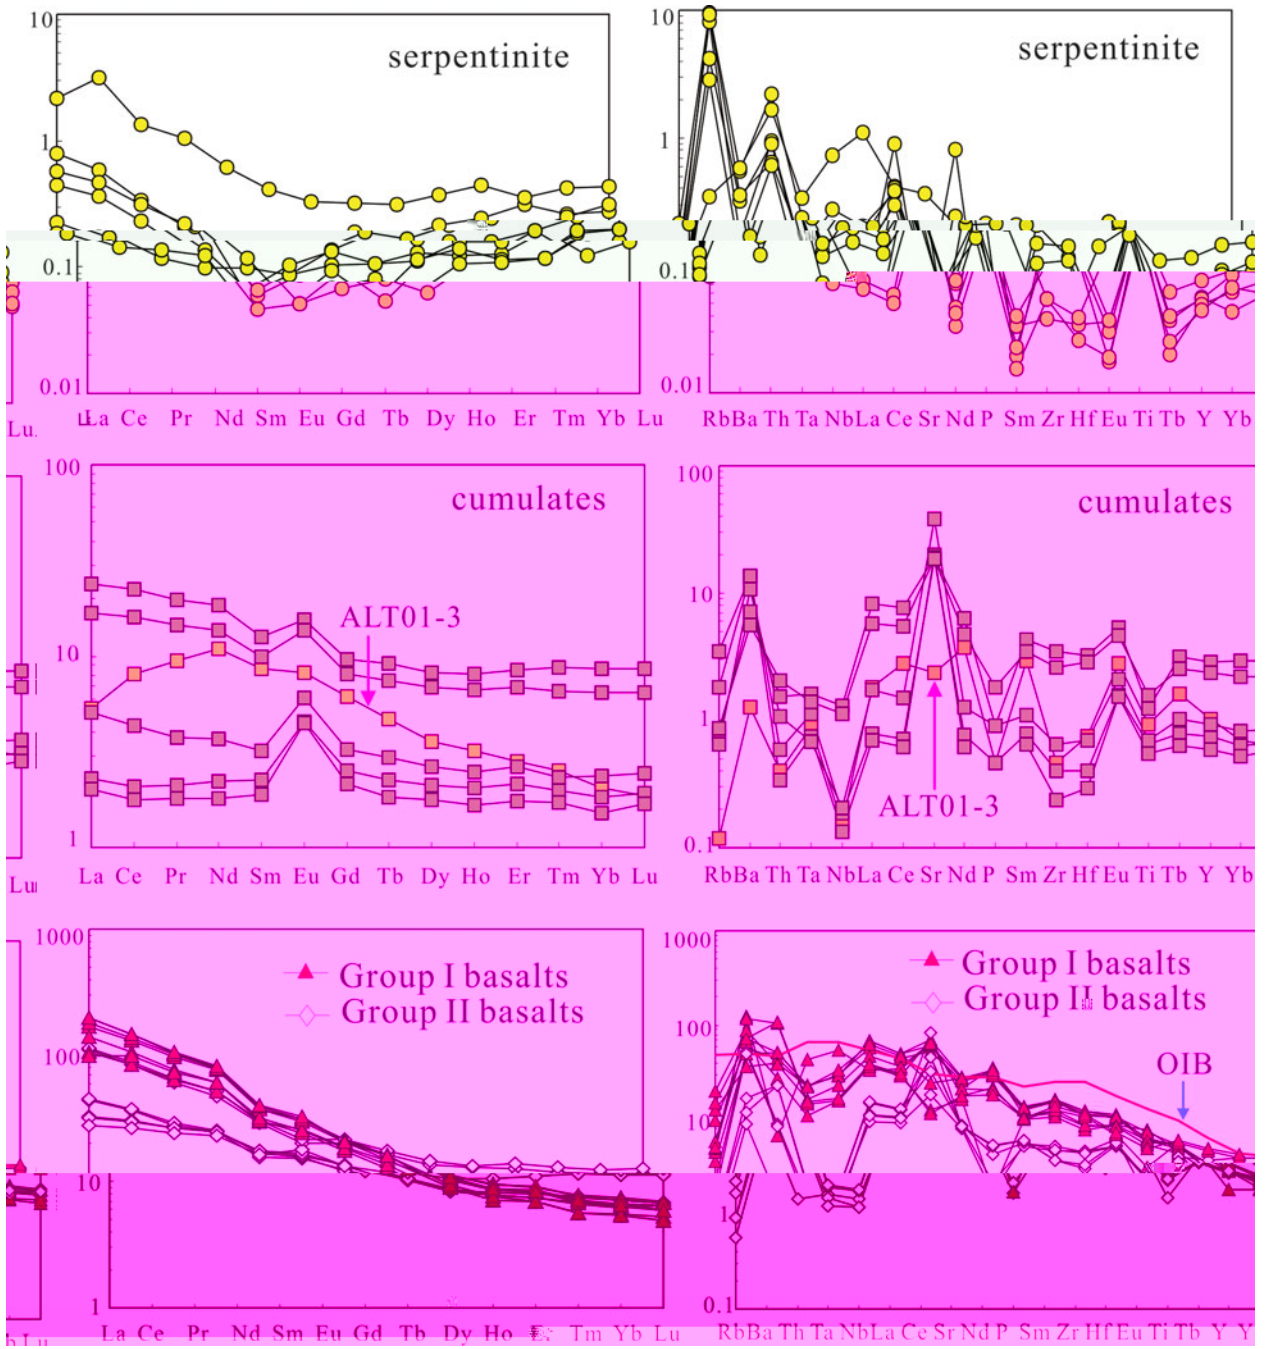 10
serpentinite
1
0.1
0.01
La Ce Pr Nd Sm Eu Gd Tb Dy Ho Er Tm Yb Lu
10
serpentinite
1
0.1
0.01
Rb Ba Th Ta Nb La Ce Sr Nd P Sm Zr Hf Eu Ti Tb Y Yb
Lu
100
cumulates
ALT01-3
10
1
La Ce Pr Nd Sm Eu Gd Tb Dy Ho Er Tm Yb Lu
100
cumulates
10
1
ALT01-3
0.1
Rb Ba Th Ta Nb La Ce Sr Nd P Sm Zr Hf Eu Ti Tb Y Yb
Lu
1000
Group I basalts
Group II basalts
100
10
1
La Ce Pr Nd Sm Eu Gd Tb Dy Ho Tm Yb Lu
1000
Group I basalts
Group II basalts
100
OIB
10
1
0.1
Rb Ba Th Ta Nb La Ce Sr Nd P Sm Zr Hf Eu Ti Tb Y Y
Lu